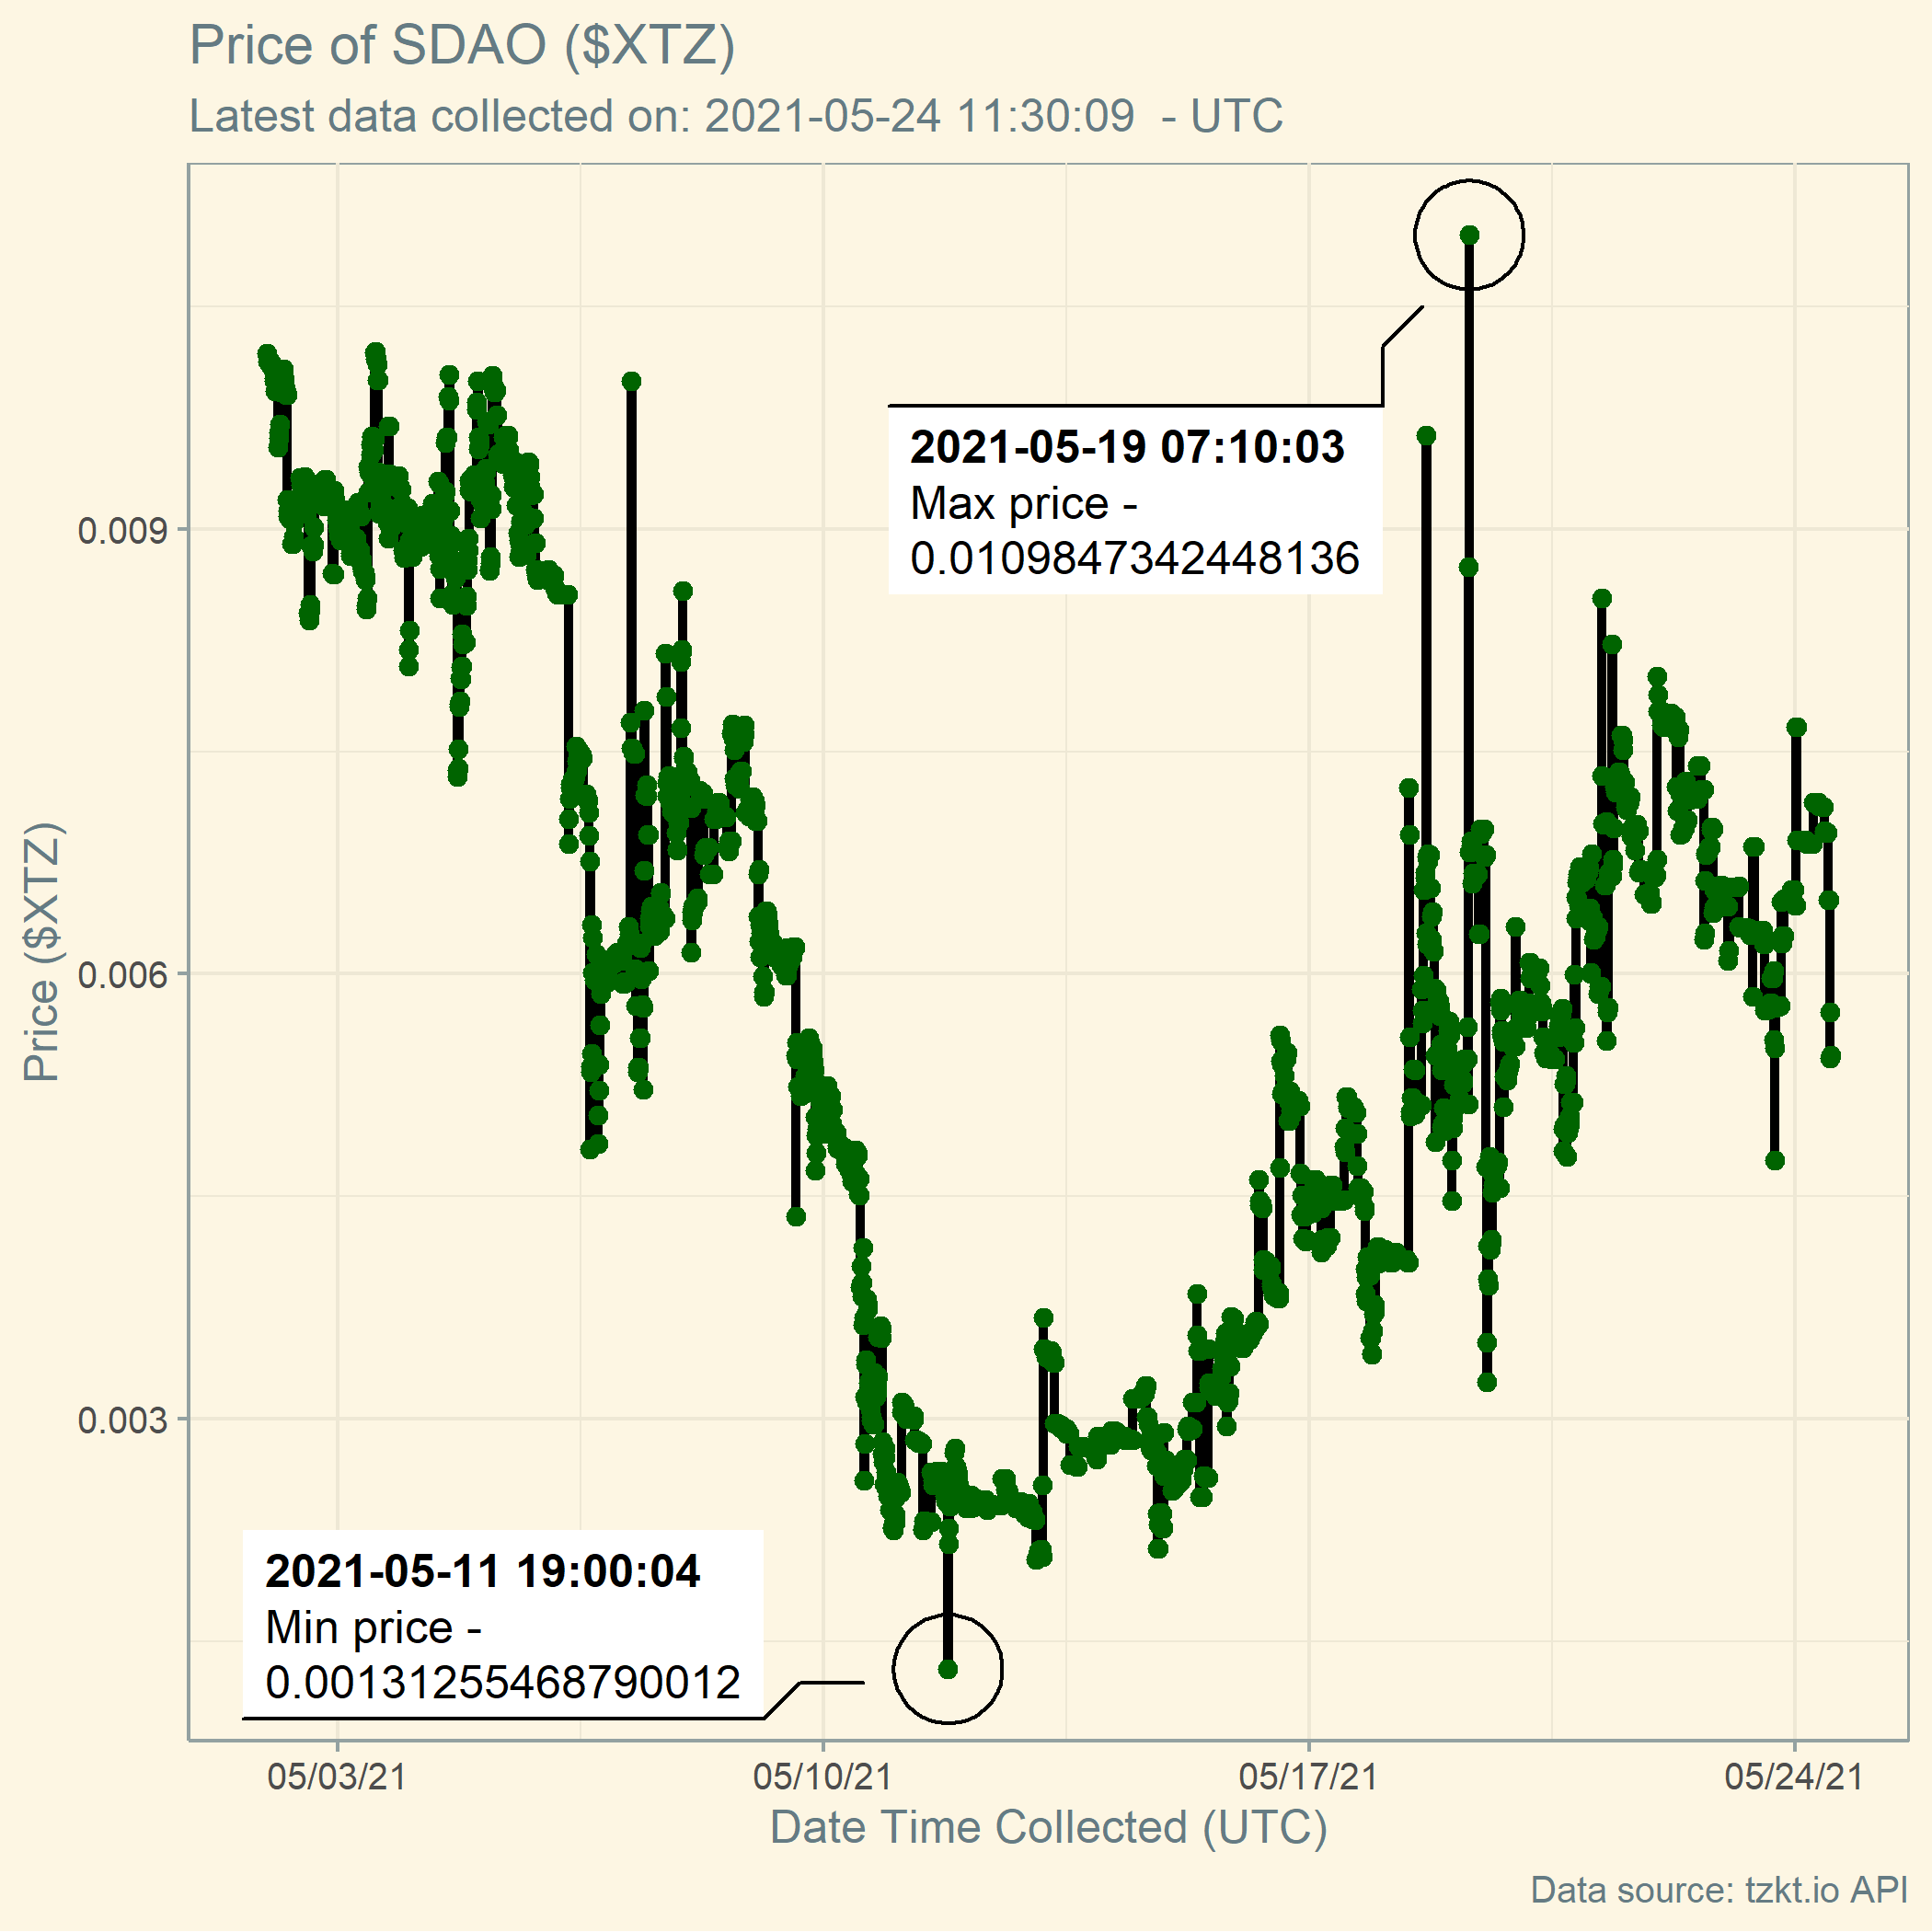 Price of SDAO ($XTZ)
Latest data collected on: 2021-05-24 11:30:09  - UTC
2021-05-19 07:10:03
Max price -
0.0109847342448136
0.009
0.006
0.003
Price ($XTZ)
2021-05-11 19:00:04
Min price -
0.00131255468790012
05/03/21
05/10/21
05/17/21
05/24/21
Date Time Collected (UTC)
Data source: tzkt.io API